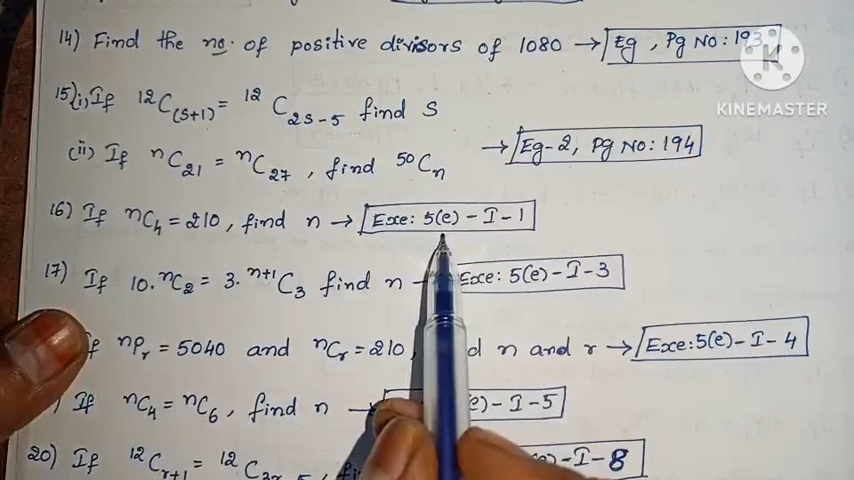 14) Find the no. of positive divisors of 1080 → Eg, Pg No: 193
KINEMASTER
15) (i) If ¹²C₍ₛ₊₁₎ = ¹²C₂ₛ₋₅ find S
(ii) If ⁿC₂₁ = ⁿC₂₇, find ⁵⁰Cₙ → Eg-2, Pg No: 194
16) If ⁿC₄ = 210, find n → Exe: 5(e) - I - 1
17) If 10.ⁿC₂ = 3.ⁿ⁺¹C₃ find n Exe: 5(e) - I - 3
If ⁿPᵣ = 5040 and ⁿCᵣ = 210, n and r → Exe: 5(e) - I - 4
If ⁿC₄ = ⁿC₆, find n → (e) - I - 5
20) If ¹²Cᵣ₊₁ = ¹²C - I - 8